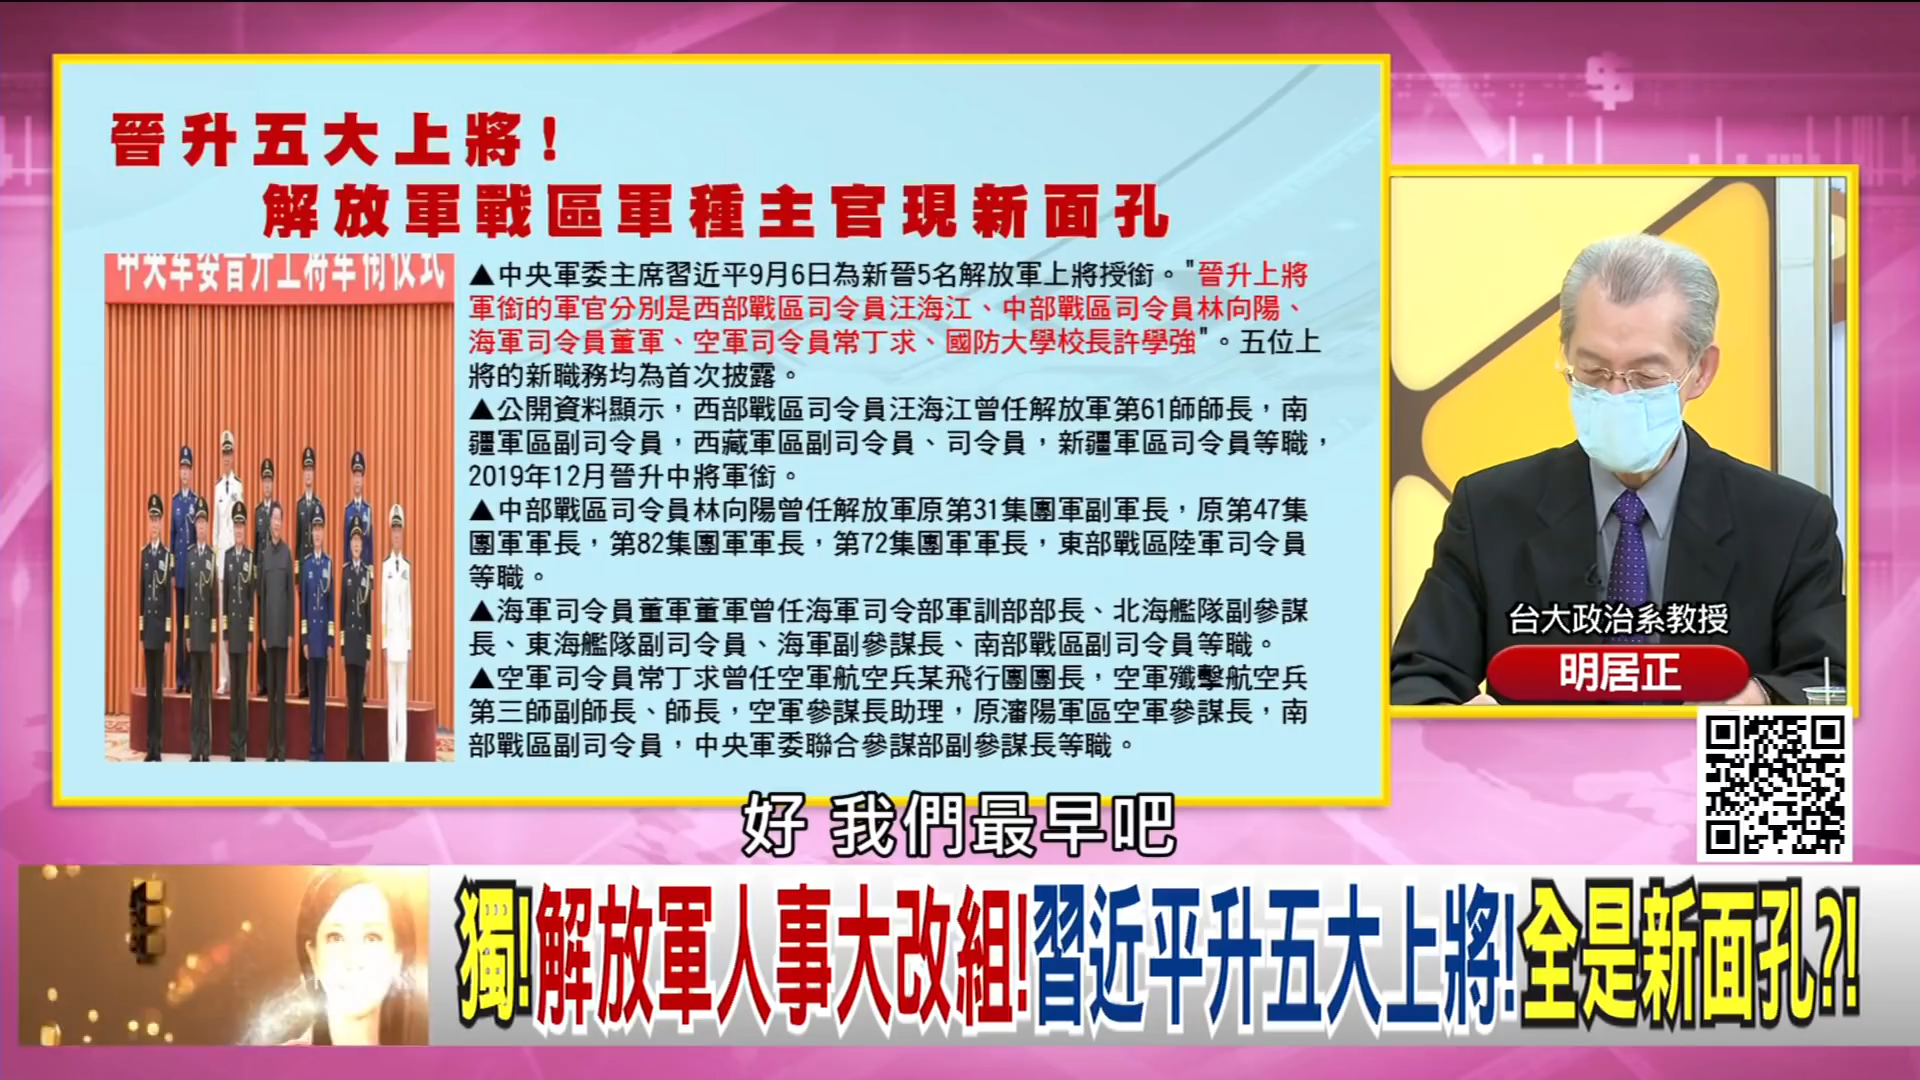 晉升五大上將！
解放軍戰區軍種主官現新面孔
中央军委晋升上将军衔仪式
▲中央軍委主席習近平9月6日為新晉5名解放軍上將授銜。"晉升上將
軍銜的軍官分別是西部戰區司令員汪海江、中部戰區司令員林向陽、
海軍司令員董軍、空軍司令員常丁求、國防大學校長許學強"。五位上
將的新職務均為首次披露。
▲公開資料顯示，西部戰區司令員汪海江曾任解放軍第61師師長，南
疆軍區副司令員，西藏軍區副司令員、司令員，新疆軍區司令員等職，
2019年12月晉升中將軍銜。
▲中部戰區司令員林向陽曾任解放軍原第31集團軍副軍長，原第47集
團軍軍長，第82集團軍軍長，第72集團軍軍長，東部戰區陸軍司令員
等職。
▲海軍司令員董軍董軍曾任海軍司令部軍訓部部長、北海艦隊副參謀
長、東海艦隊副司令員、海軍副參謀長、南部戰區副司令員等職。
▲空軍司令員常丁求曾任空軍航空兵某飛行團團長，空軍殲擊航空兵
第三師副師長、師長，空軍參謀長助理，原瀋陽軍區空軍參謀長，南
部戰區副司令員，中央軍委聯合參謀部副參謀長等職。
台大政治系教授
明居正
好 我們最早吧
獨!解放軍人事大改組!習近平升五大上將!全是新面孔?!